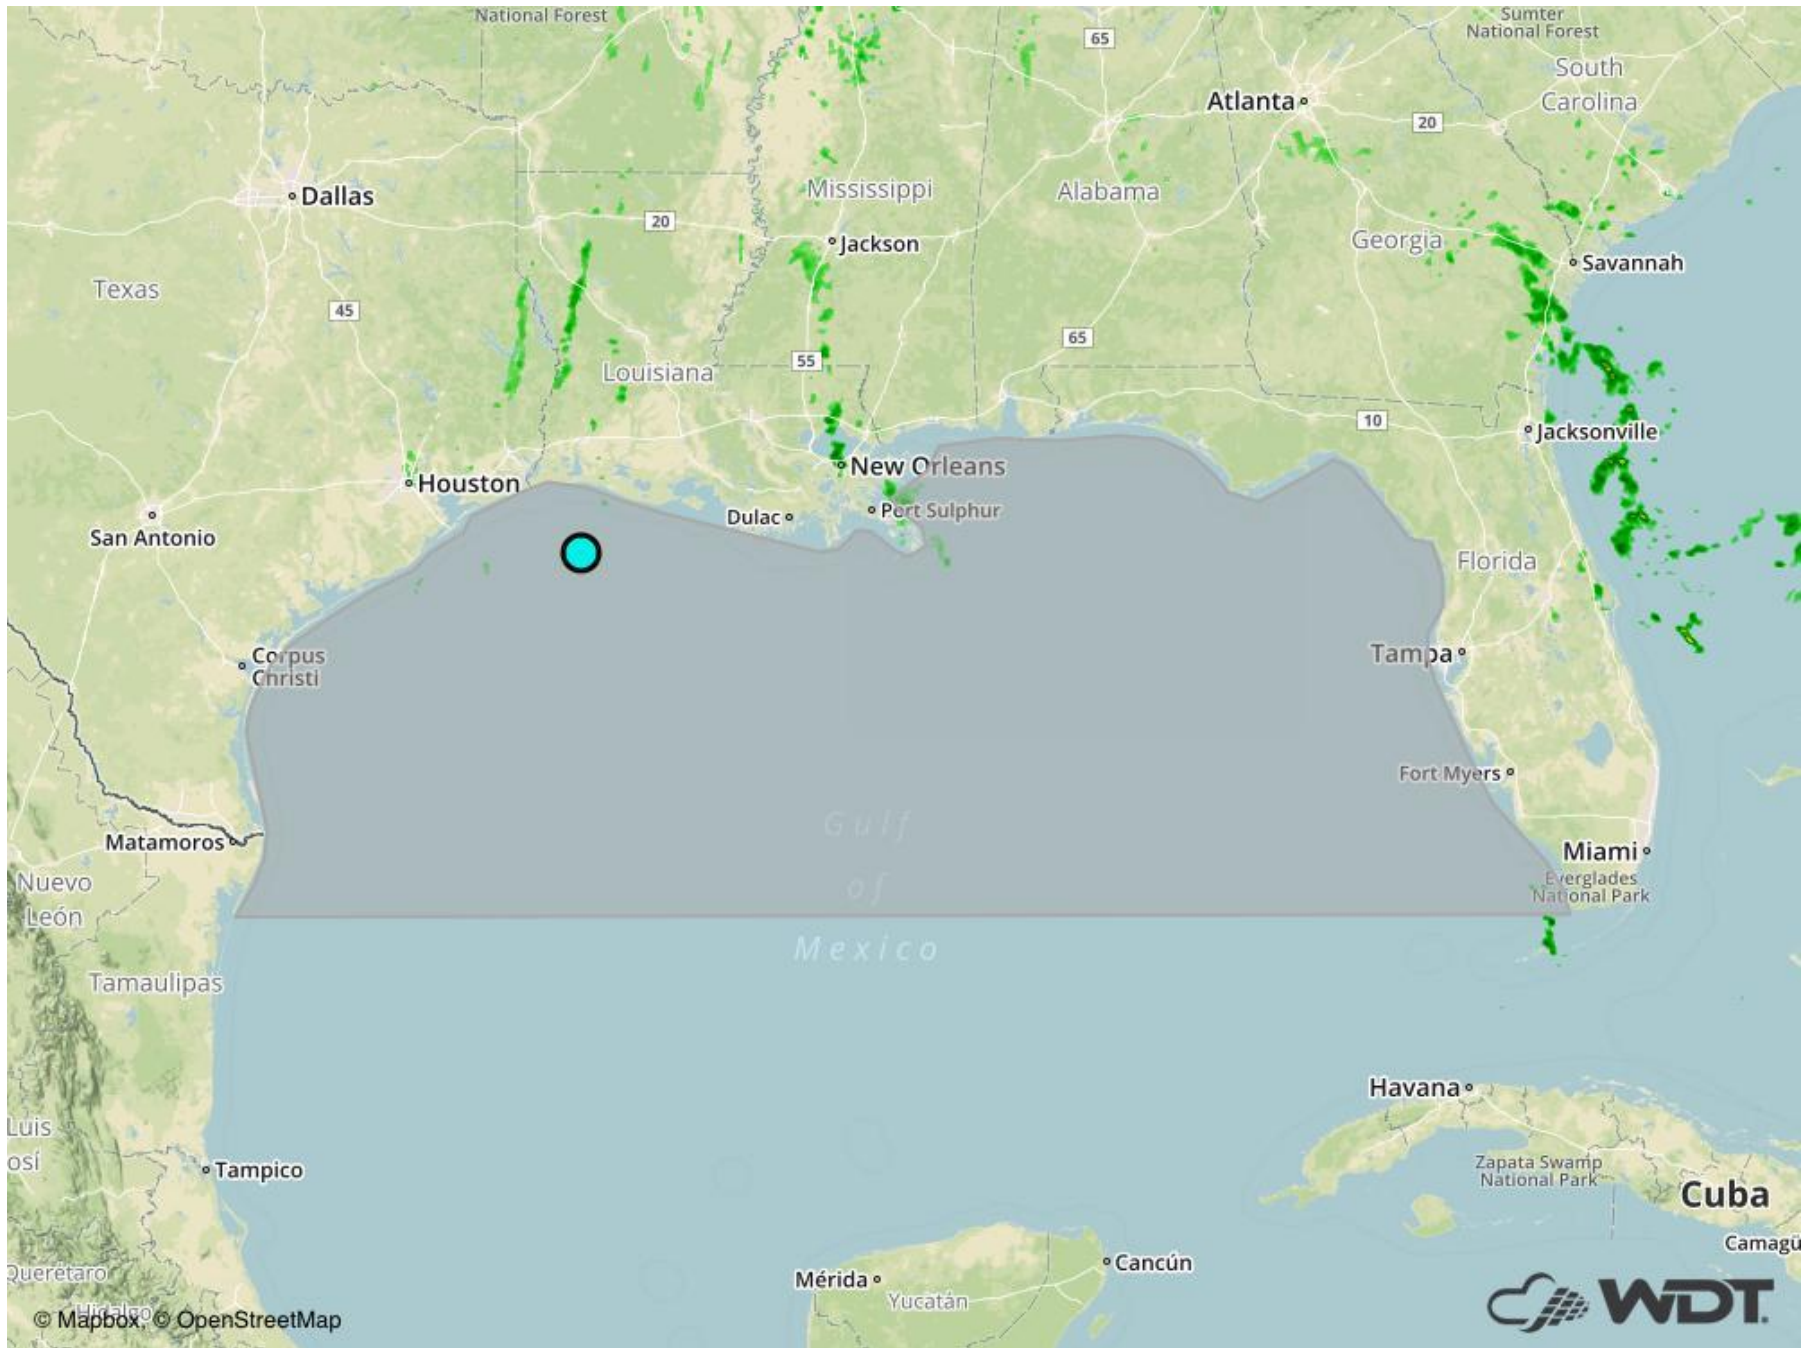 National Forest
65
Sumter
National Forest
South
Carolina
Atlanta
20
Dallas
20
Mississippi
Alabama
Jackson
Georgia
Savannah
Texas
45
65
55
Louisiana
10
Jacksonville
New Orleans
Houston
Port Sulphur
Dulac
San Antonio
Florida
Corpus
Christi
Tampa
Fort Myers
Gulf
of
Mexico
Matamoros
Miami
Everglades
National Park
Nuevo
León
Tamaulipas
Havana
Luis
osí
Tampico
Zapata Swamp
National Park
Cuba
Camagü
Cancún
Mérida
Yucatán
Querétaro
Hidalgo
© Mapbox, © OpenStreetMap
WDT